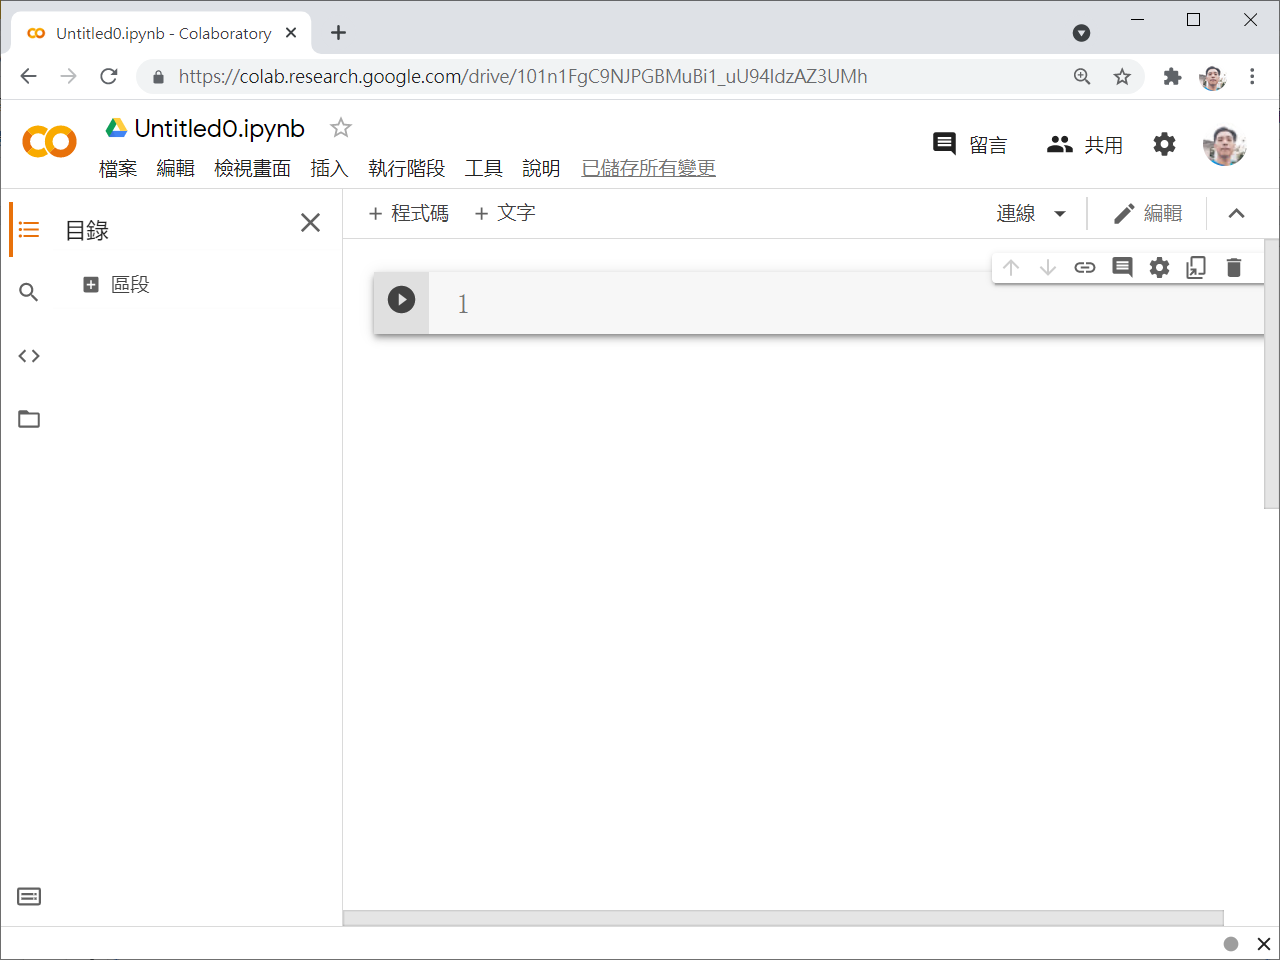 Untitled0.ipynb - Colaboratory
https://colab.research.google.com/drive/101n1FgC9NJPGBMuBi1_uU94IdzAZ3UMh
Untitled0.ipynb
留言 共用
檔案 編輯 檢視畫面 插入 執行階段 工具 說明 已儲存所有變更
+ 程式碼 + 文字 連線 編輯
目錄
區段
1